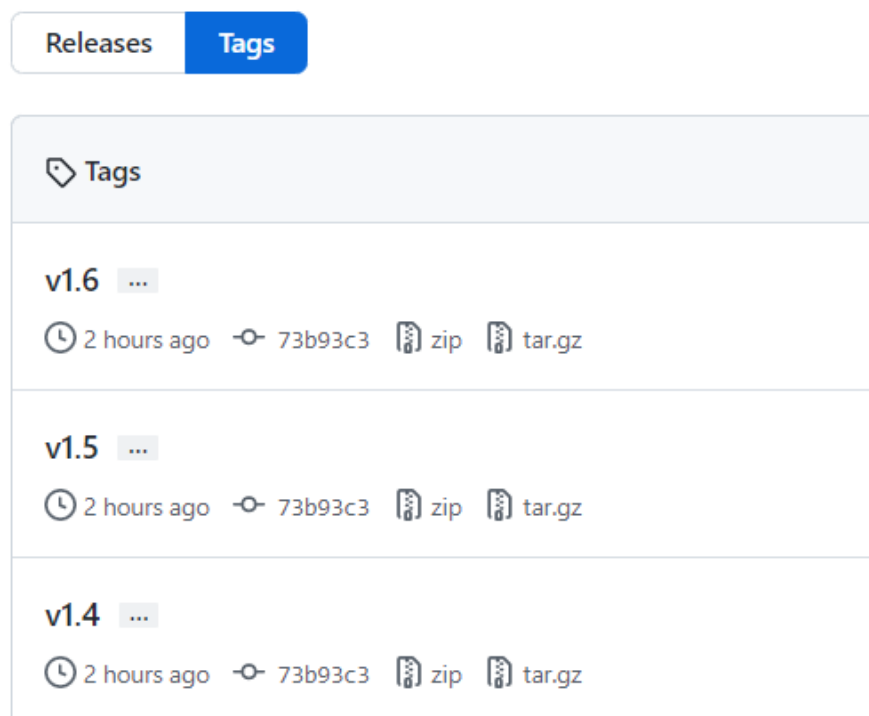 Releases Tags
Tags
v1.6 ...
2 hours ago 73b93c3 zip tar.gz
v1.5 ...
2 hours ago 73b93c3 zip tar.gz
v1.4 ...
2 hours ago 73b93c3 zip tar.gz